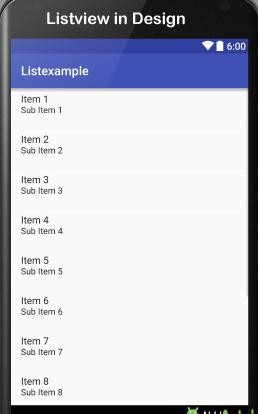 Listview in Design
6:00
Listexample
Item 1
Sub Item 1
Item 2
Sub Item 2
Item 3
Sub Item 3
Item 4
Sub Item 4
Item 5
Sub Item 5
Item 6
Sub Item 6
Item 7
Sub Item 7
Item 8
Sub Item 8